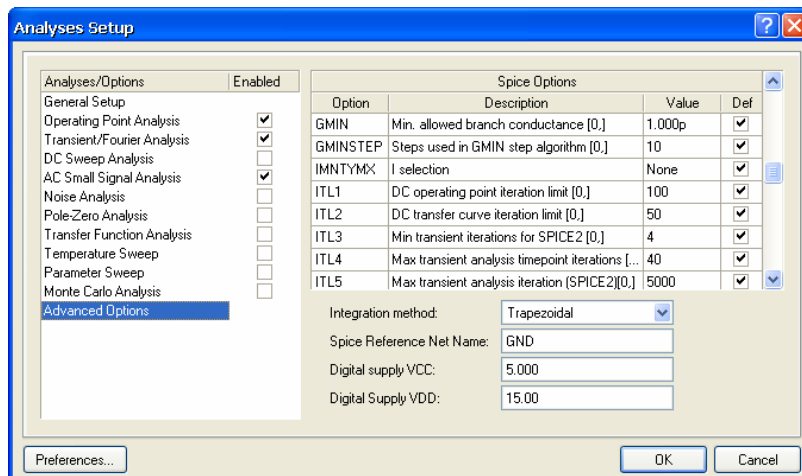 Analyses Setup
Analyses/Options Enabled
General Setup
Operating Point Analysis
Transient/Fourier Analysis
DC Sweep Analysis
AC Small Signal Analysis
Noise Analysis
Pole-Zero Analysis
Transfer Function Analysis
Temperature Sweep
Parameter Sweep
Monte Carlo Analysis
Advanced Options
Spice Options
Option Description Value Def
GMIN Min. allowed branch conductance [0,] 1.000p
GMINSTEP Steps used in GMIN step algorithm [0,] 10
IMNTYMX I selection None
ITL1 DC operating point iteration limit [0,] 100
ITL2 DC transfer curve iteration limit [0,] 50
ITL3 Min transient iterations for SPICE2 [0,] 4
ITL4 Max transient analysis timepoint iterations [... 40
ITL5 Max transient analysis iteration (SPICE2)[0,] 5000
Integration method: Trapezoidal
Spice Reference Net Name: GND
Digital supply VCC: 5.000
Digital Supply VDD: 15.00
Preferences... OK Cancel